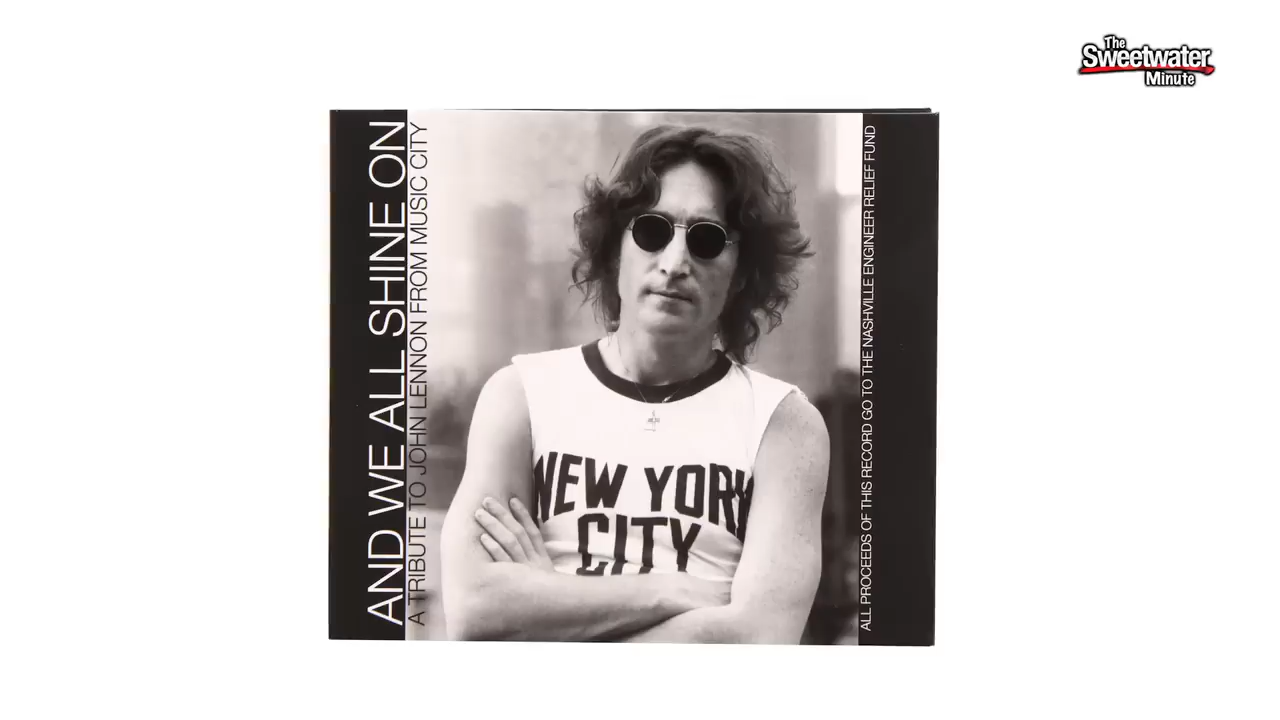 The
Sweetwater
Minute
AND WE ALL SHINE ON
A TRIBUTE TO JOHN LENNON FROM MUSIC CITY
NEW YORK
CITY
ALL PROCEEDS OF THIS RECORD GO TO THE NASHVILLE ENGINEER RELIEF FUND